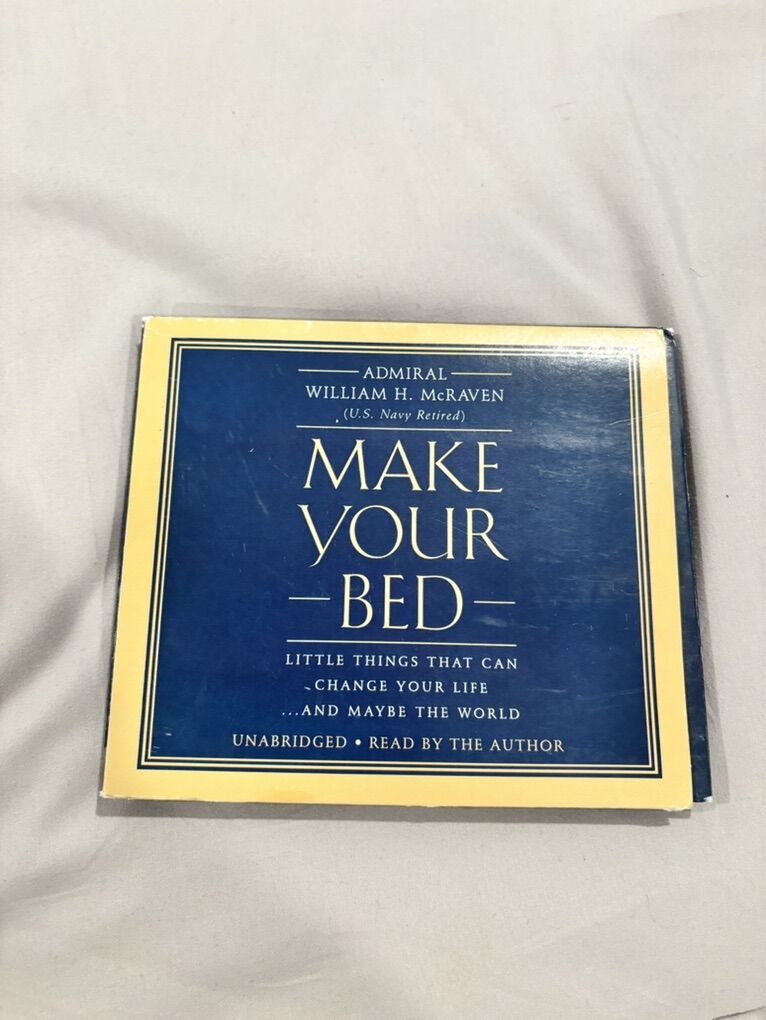 ADMIRAL
WILLIAM H. McRAVEN
(U.S. Navy Retired)
MAKE
YOUR
BED
LITTLE THINGS THAT CAN
CHANGE YOUR LIFE
...AND MAYBE THE WORLD
UNABRIDGED • READ BY THE AUTHOR